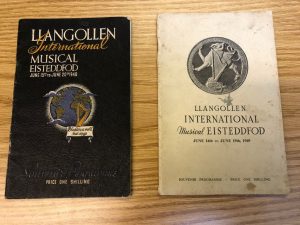 LLANGOLLEN
International
MUSICAL
EISTEDDFOD
Souvenir Programme
PRICE ONE SHILLING
LLANGOLLEN
INTERNATIONAL
Musical EISTEDDFOD
SOUVENIR PROGRAMME PRICE ONE SHILLING